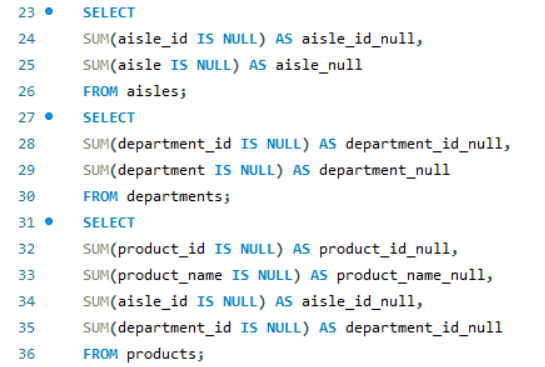 23 SELECT
24 SUM(aisle_id IS NULL) AS aisle_id_null,
25 SUM(aisle IS NULL) AS aisle_null
26 FROM aisles;
27 SELECT
28 SUM(department_id IS NULL) AS department_id_null,
29 SUM(department IS NULL) AS department_null
30 FROM departments;
31 SELECT
32 SUM(product_id IS NULL) AS product_id_null,
33 SUM(product_name IS NULL) AS product_name_null,
34 SUM(aisle_id IS NULL) AS aisle_id_null,
35 SUM(department_id IS NULL) AS department_id_null
36 FROM products;